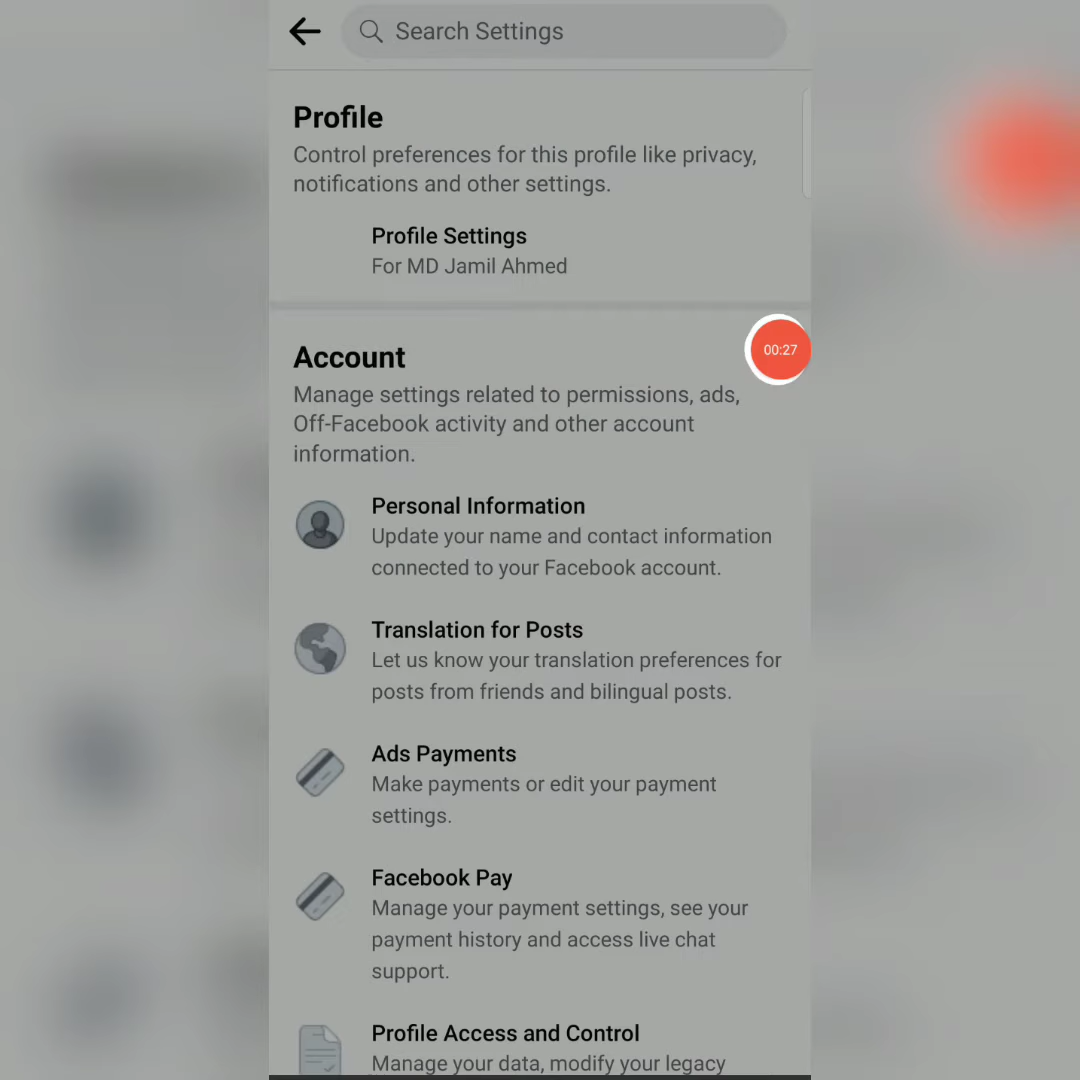 Search Settings
Profile
Control preferences for this profile like privacy,
notifications and other settings.
Profile Settings
For MD Jamil Ahmed
Account
00:27
Manage settings related to permissions, ads,
Off-Facebook activity and other account
information.
Personal Information
Update your name and contact information
connected to your Facebook account.
Translation for Posts
Let us know your translation preferences for
posts from friends and bilingual posts.
Ads Payments
Make payments or edit your payment
settings.
Facebook Pay
Manage your payment settings, see your
payment history and access live chat
support.
Profile Access and Control
Manage your data, modify your legacy